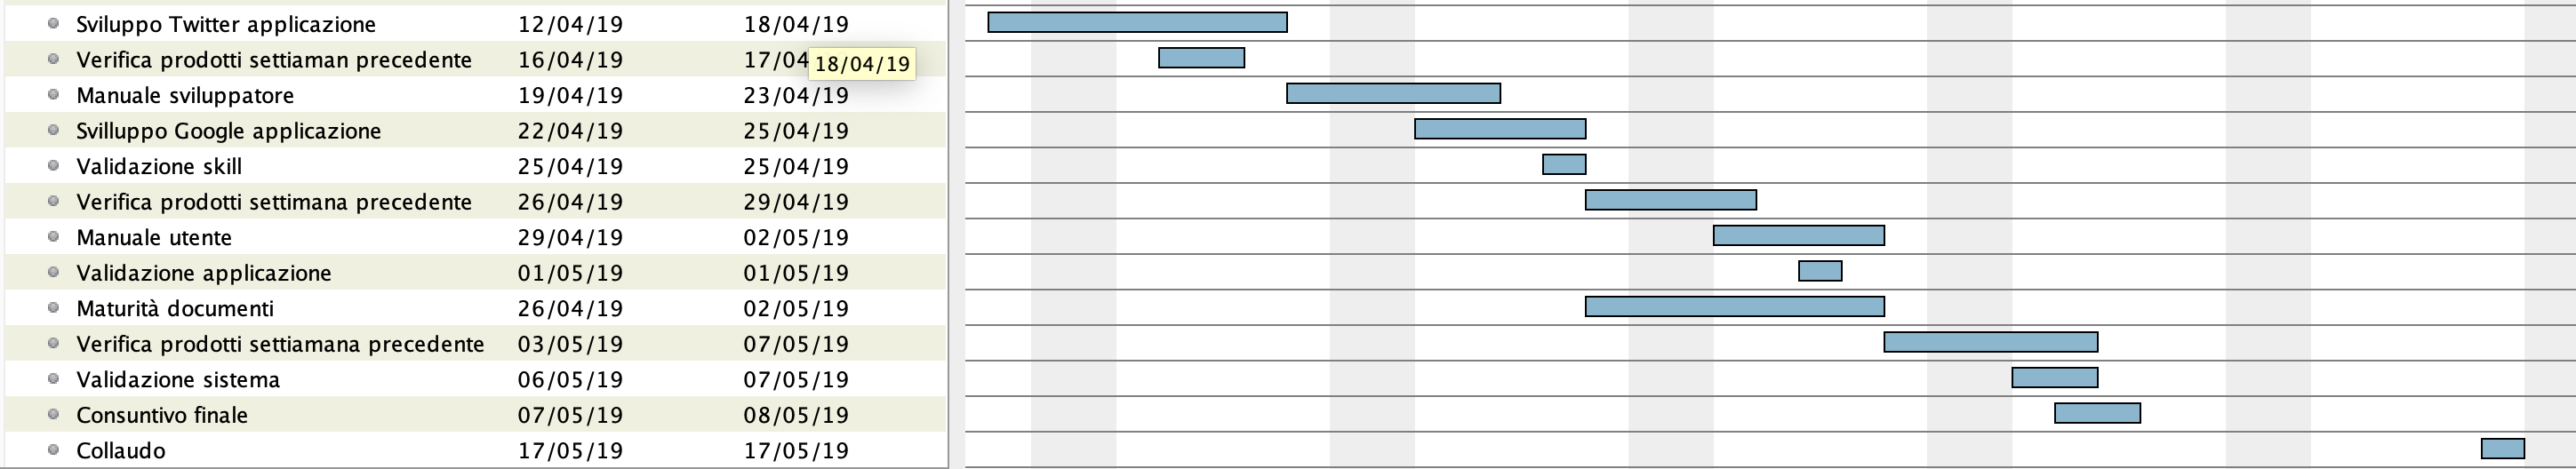 Sviluppo Twitter applicazione 12/04/19 18/04/19
Verifica prodotti settiaman precedente 16/04/19 17/04 18/04/19
Manuale sviluppatore 19/04/19 23/04/19
Svilluppo Google applicazione 22/04/19 25/04/19
Validazione skill 25/04/19 25/04/19
Verifica prodotti settimana precedente 26/04/19 29/04/19
Manuale utente 29/04/19 02/05/19
Validazione applicazione 01/05/19 01/05/19
Maturità documenti 26/04/19 02/05/19
Verifica prodotti settiamana precedente 03/05/19 07/05/19
Validazione sistema 06/05/19 07/05/19
Consuntivo finale 07/05/19 08/05/19
Collaudo 17/05/19 17/05/19